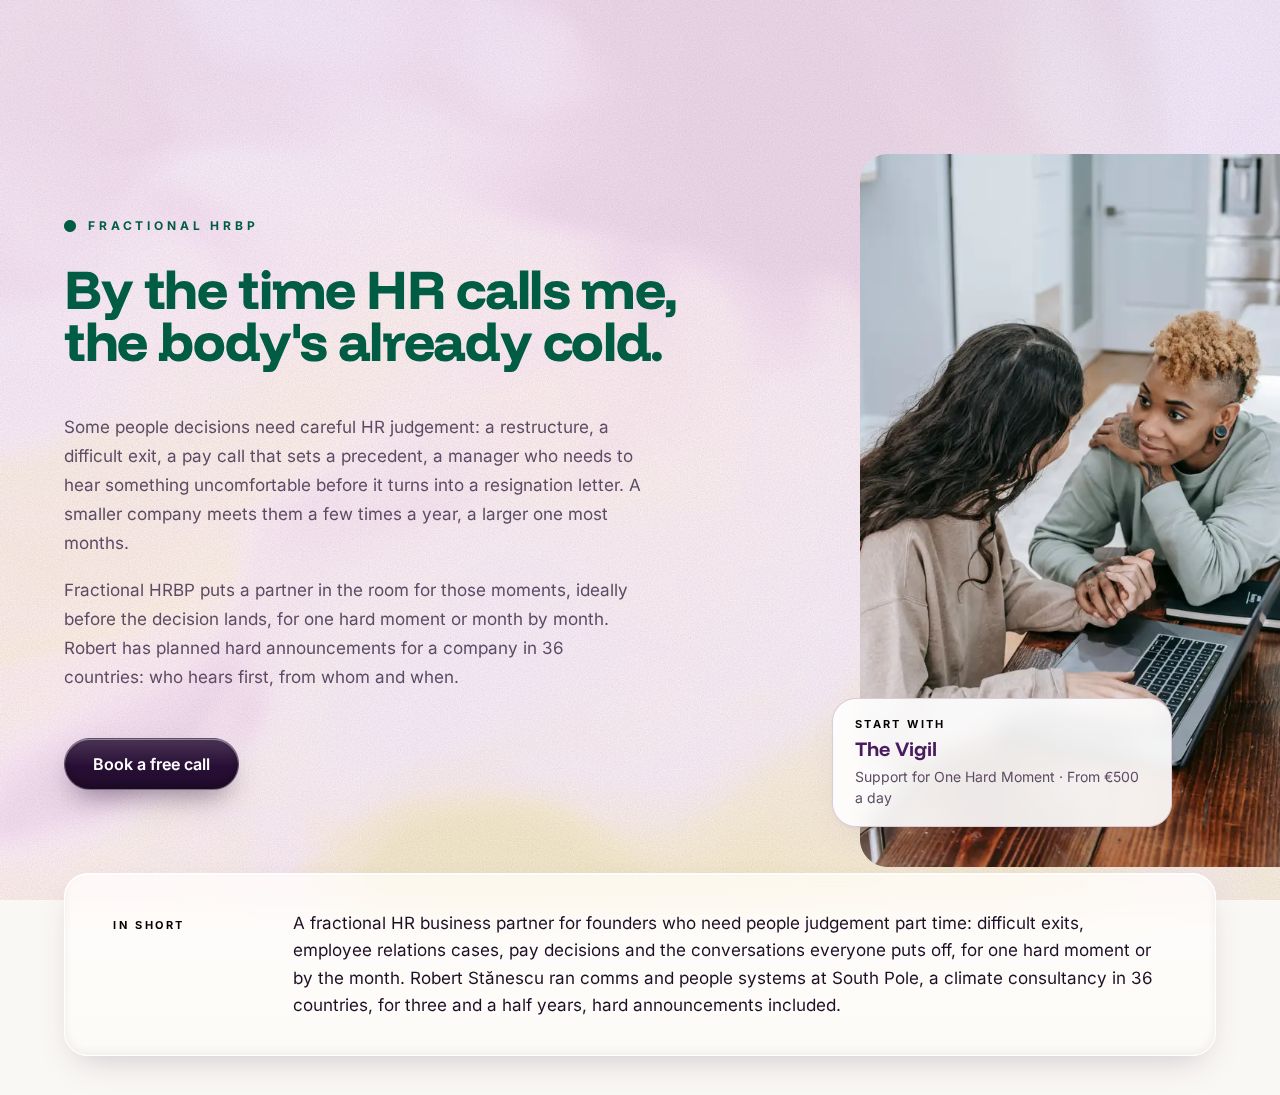 FRACTIONAL HRBP
By the time HR calls me,
the body's already cold.
Some people decisions need careful HR judgement: a restructure, a
difficult exit, a pay call that sets a precedent, a manager who needs to
hear something uncomfortable before it turns into a resignation letter. A
smaller company meets them a few times a year, a larger one most
months.
Fractional HRBP puts a partner in the room for those moments, ideally
before the decision lands, for one hard moment or month by month.
Robert has planned hard announcements for a company in 36
countries: who hears first, from whom and when.
Book a free call
START WITH
The Vigil
Support for One Hard Moment · From €500
a day
IN SHORT
A fractional HR business partner for founders who need people judgement part time: difficult exits,
employee relations cases, pay decisions and the conversations everyone puts off, for one hard moment or
by the month. Robert Stănescu ran comms and people systems at South Pole, a climate consultancy in 36
countries, for three and a half years, hard announcements included.